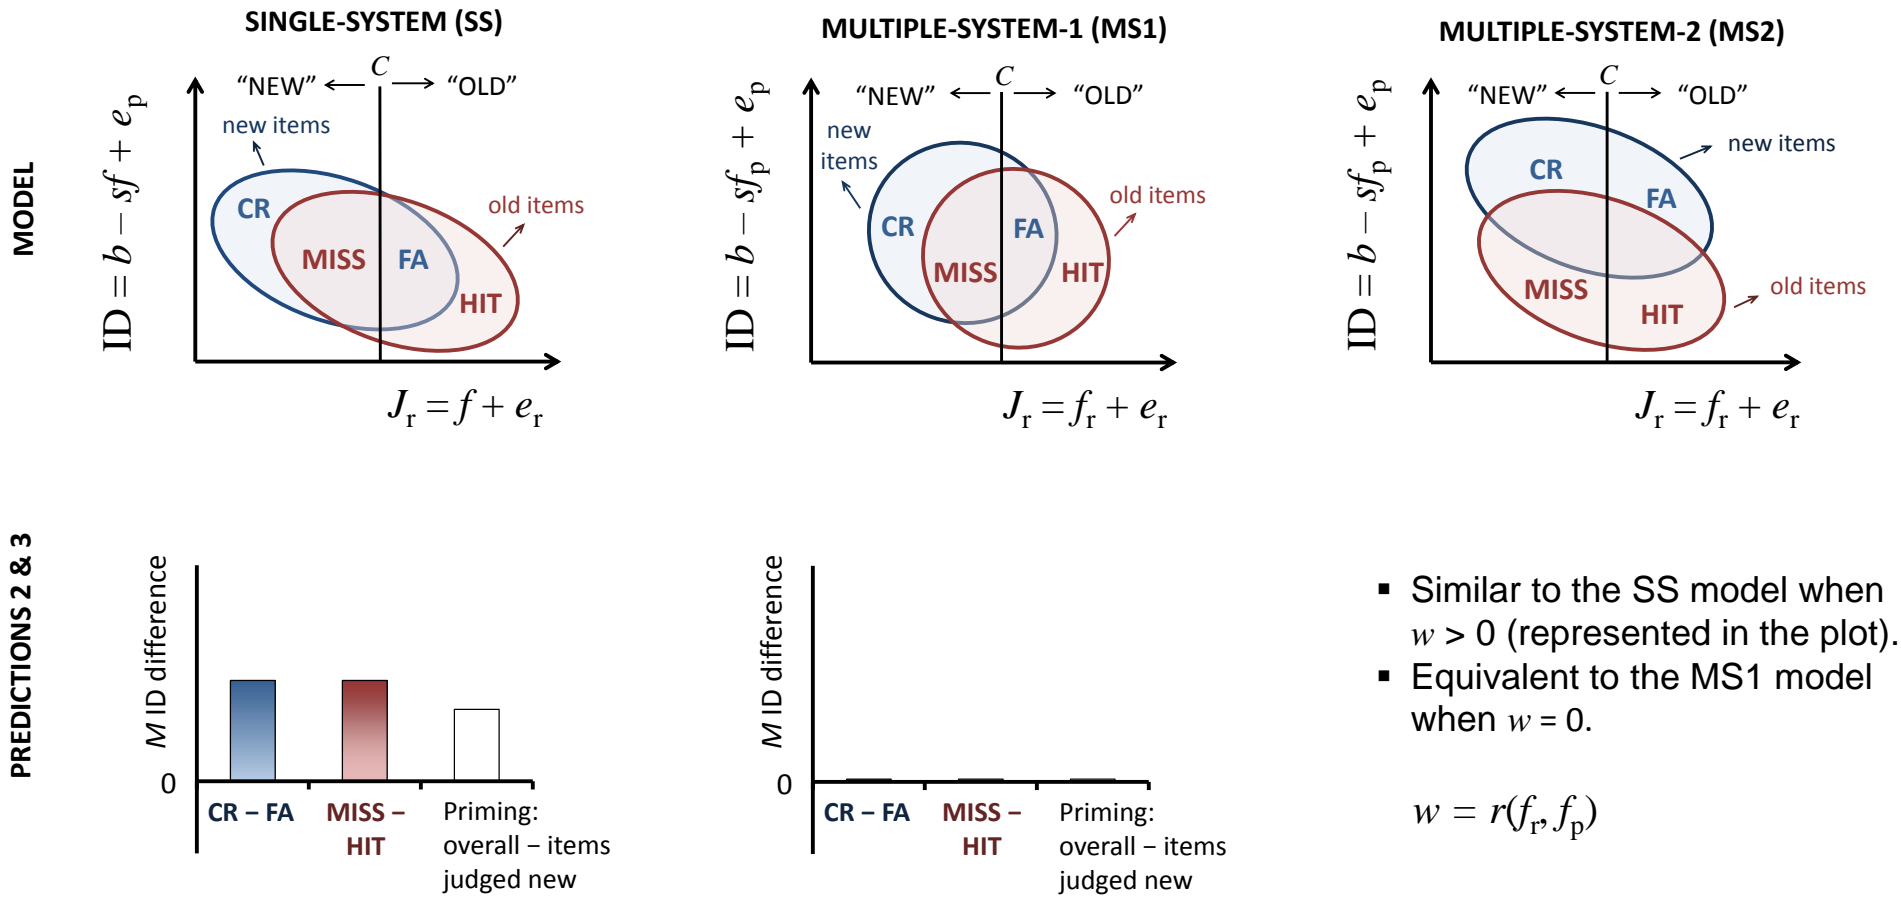 SINGLE-SYSTEM (SS)
MULTIPLE-SYSTEM-1 (MS1)
MULTIPLE-SYSTEM-2 (MS2)
MODEL
ID = b − sf + e_p
C
“NEW” ← → “OLD”
new items
CR
MISS
FA
HIT
old items
J_r = f + e_r
ID = b − sf_p + e_p
C
“NEW” ← → “OLD”
new
items
CR
MISS
FA
HIT
old items
J_r = f_r + e_r
ID = b − sf_p + e_p
C
“NEW” ← → “OLD”
new items
CR
FA
MISS
HIT
old items
J_r = f_r + e_r
PREDICTIONS 2 & 3
M ID difference
0
CR − FA
MISS −
HIT
Priming:
overall − items
judged new
M ID difference
0
CR − FA
MISS −
HIT
Priming:
overall − items
judged new
▪ Similar to the SS model when
w > 0 (represented in the plot).
▪ Equivalent to the MS1 model
when w = 0.
w = r(f_r, f_p)